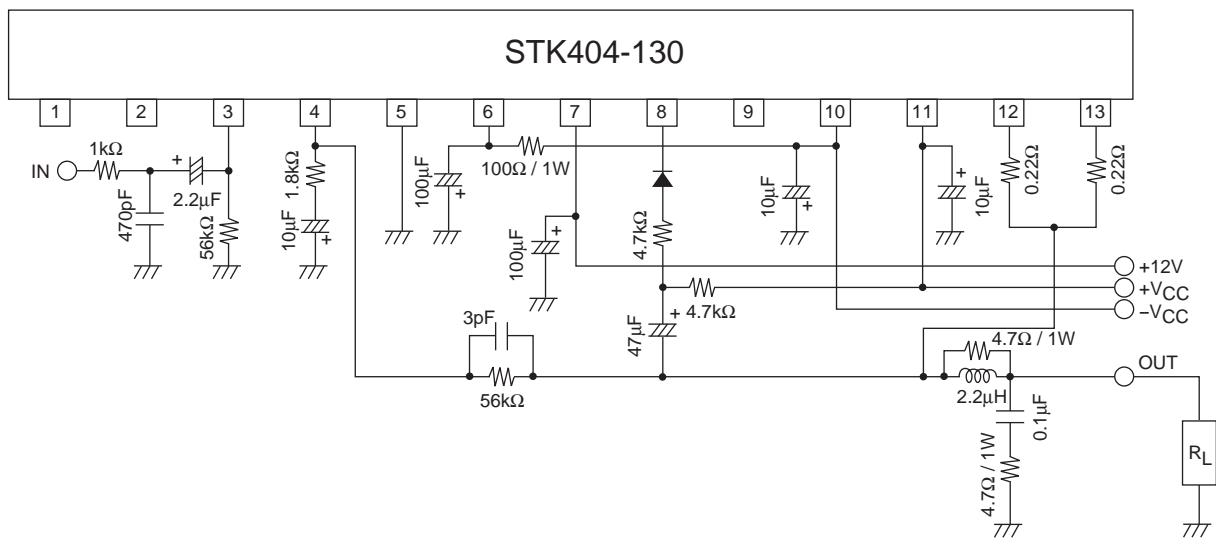 STK404-130
1 2 3 4 5 6 7 8 9 10 11 12 13
IN
1kΩ
470pF
+
2.2μF
56kΩ
1.8kΩ
10μF
+
100μF
+
100Ω / 1W
100μF
+
4.7kΩ
10μF
+
10μF
+
0.22Ω
0.22Ω
+12V
+VCC
−VCC
4.7kΩ
+
47μF
3pF
56kΩ
4.7Ω / 1W
2.2μH
OUT
0.1μF
4.7Ω / 1W
RL